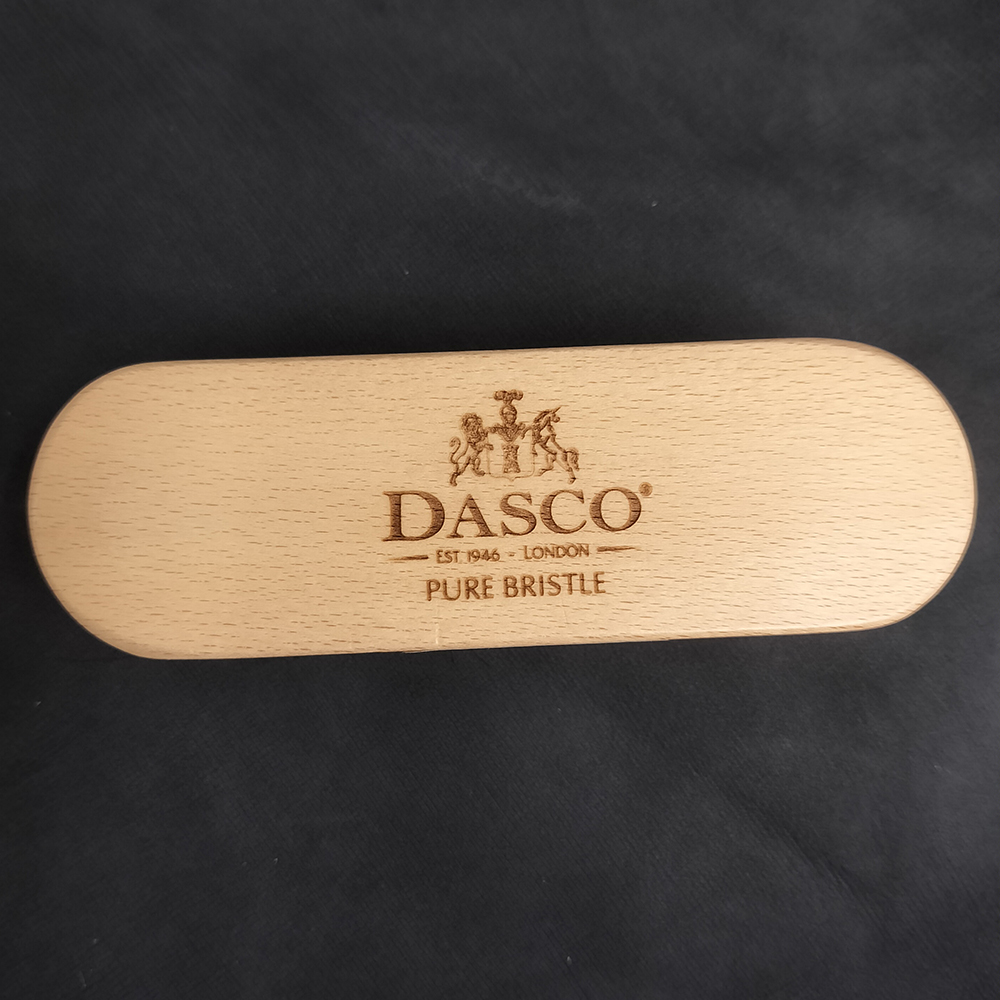 DASCO®
EST 1946 - LONDON
PURE BRISTLE